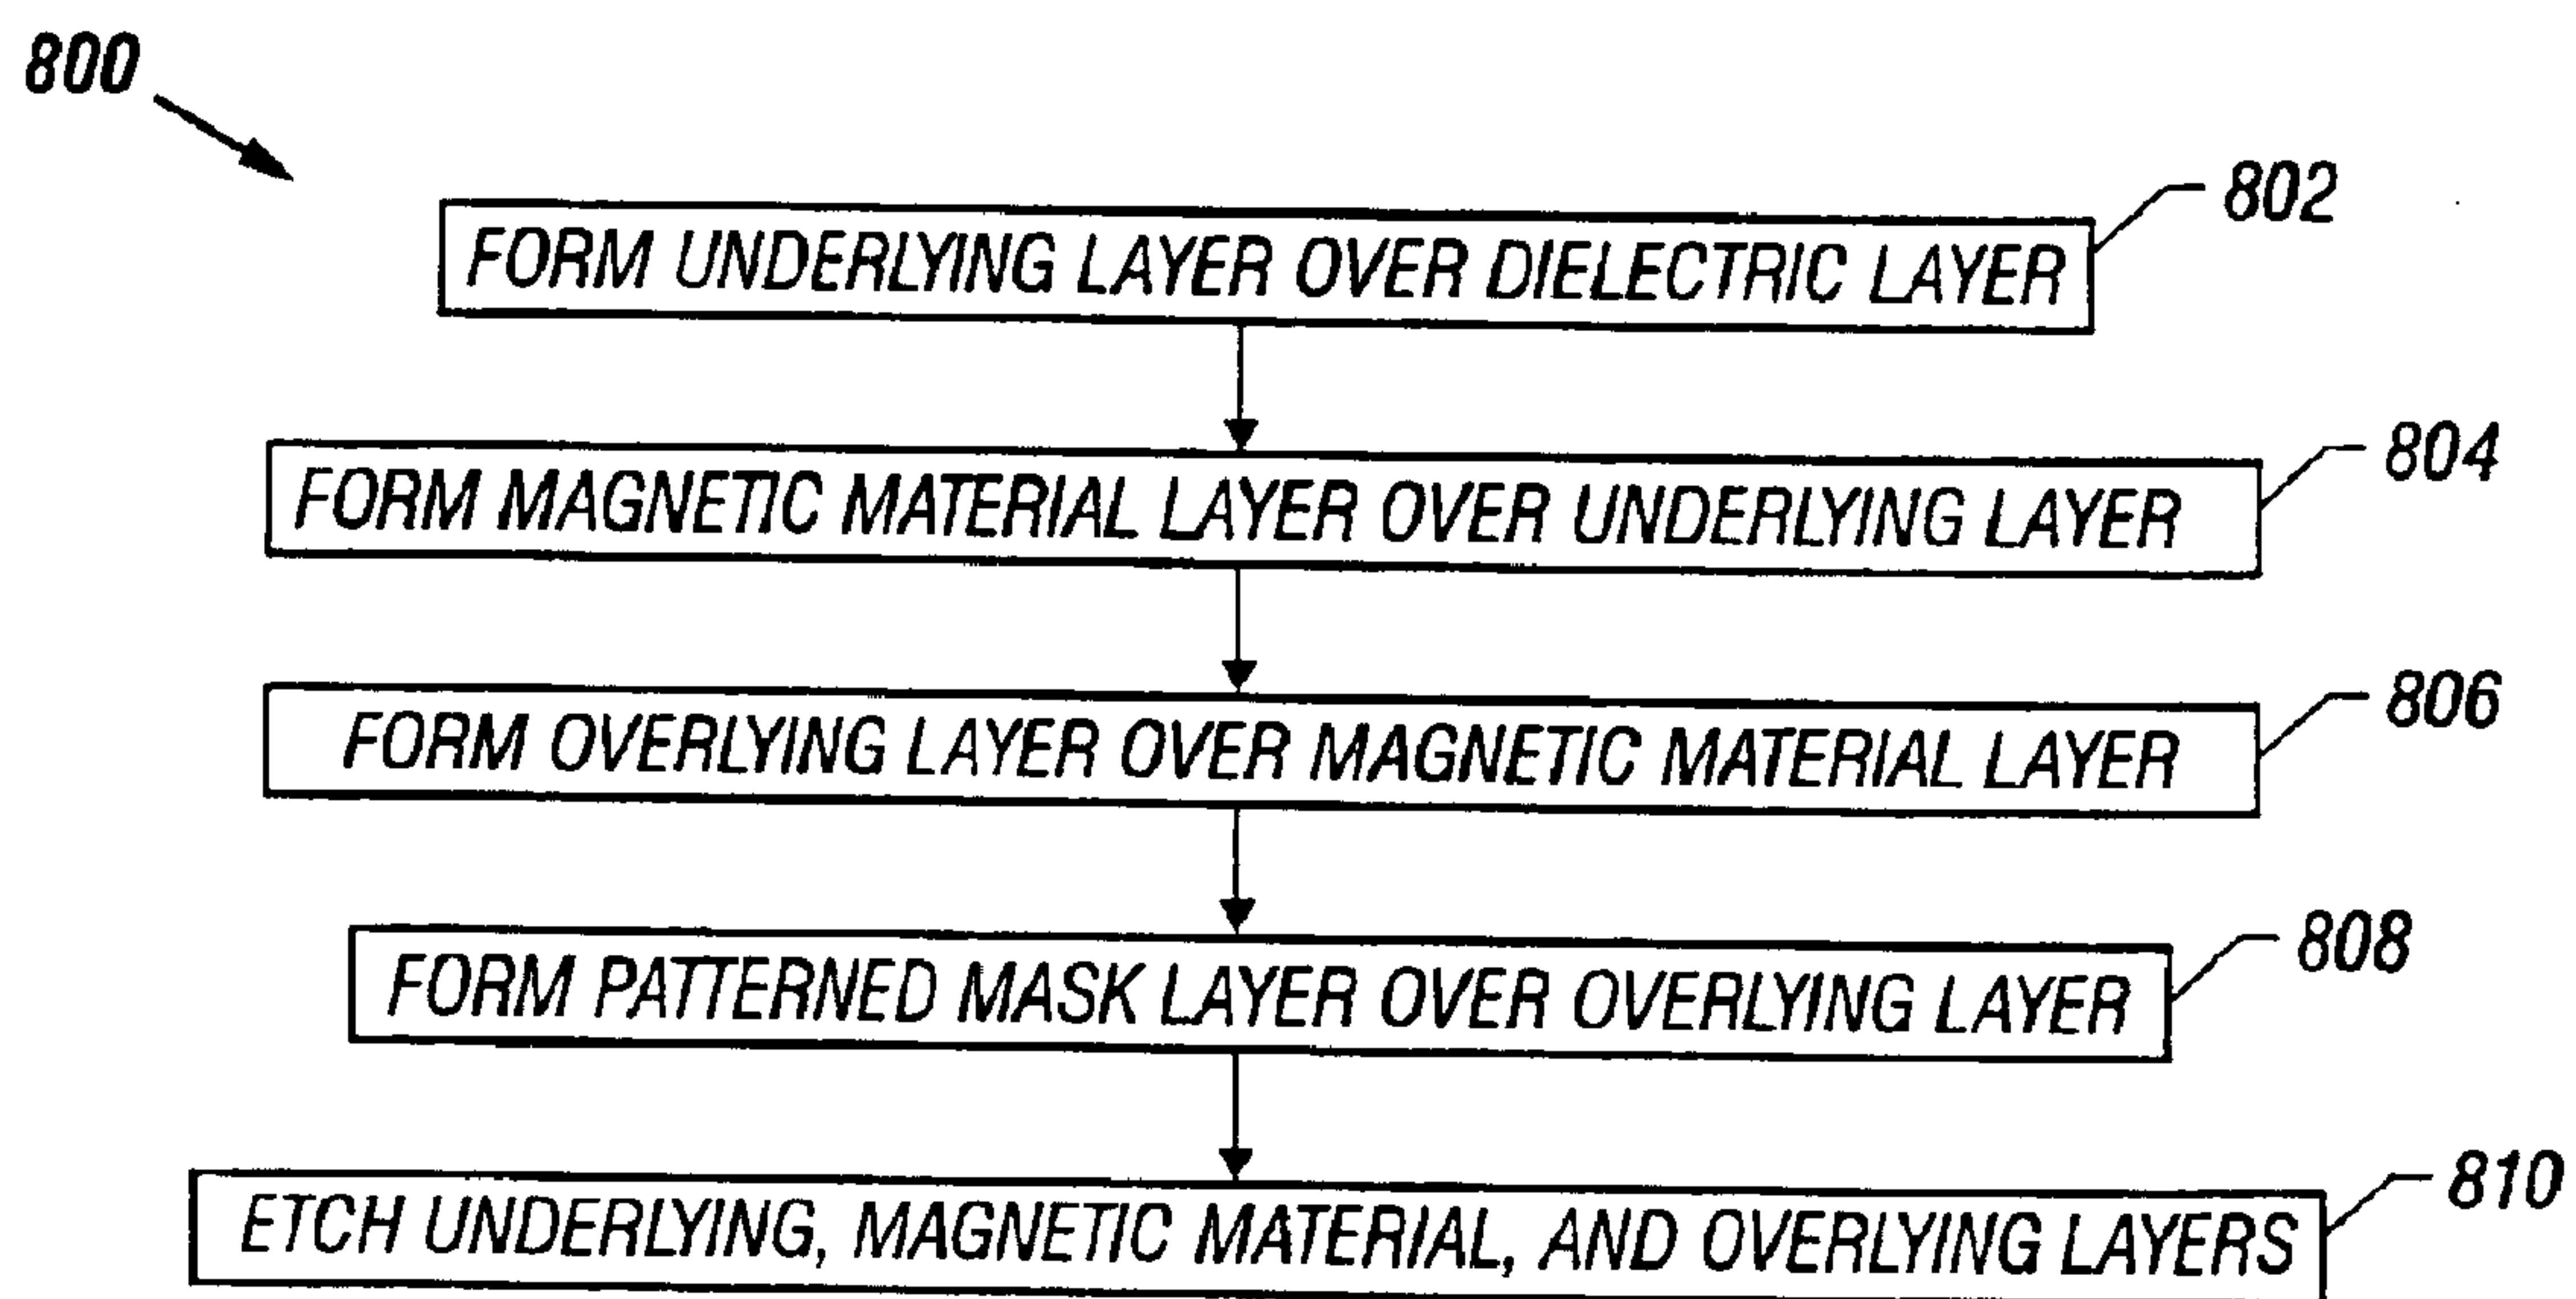 800
FORM UNDERLYING LAYER OVER DIELECTRIC LAYER
802
FORM MAGNETIC MATERIAL LAYER OVER UNDERLYING LAYER
804
FORM OVERLYING LAYER OVER MAGNETIC MATERIAL LAYER
806
FORM PATTERNED MASK LAYER OVER OVERLYING LAYER
808
ETCH UNDERLYING, MAGNETIC MATERIAL, AND OVERLYING LAYERS
810